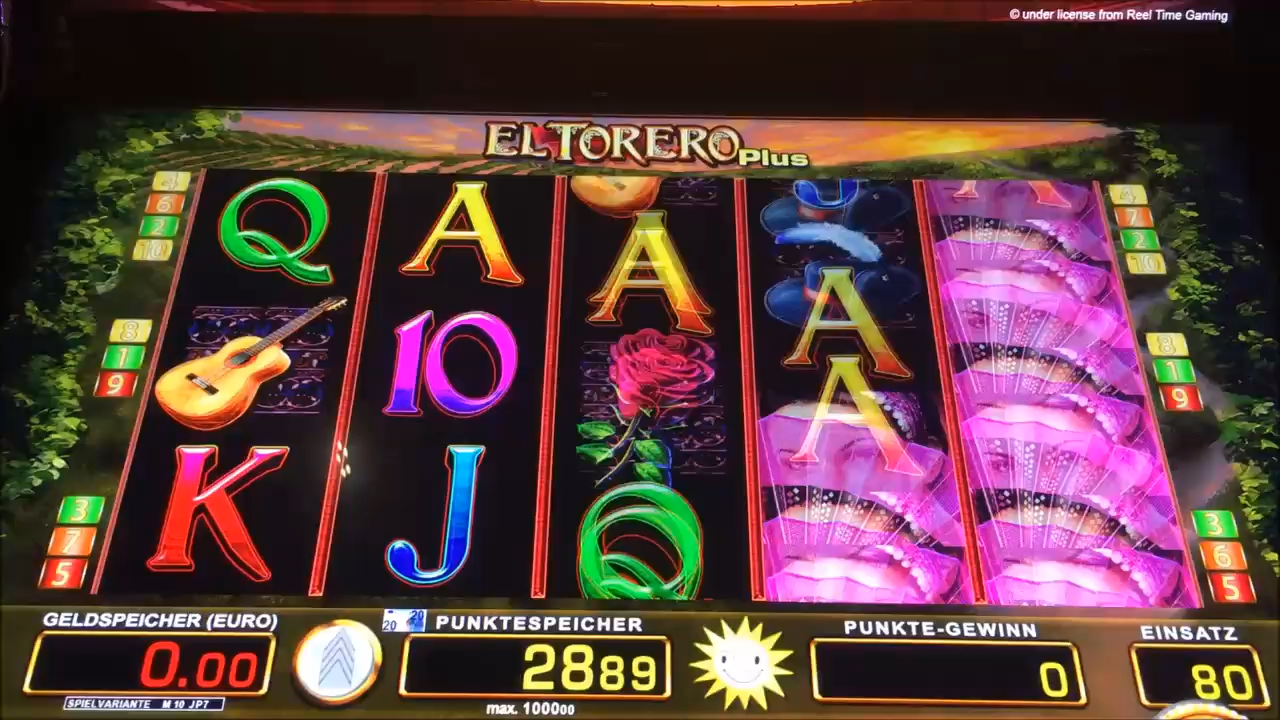 © under license from Reel Time Gaming
EL TORERO Plus
4
6
2
10
8
1
9
3
7
5
Q A A A
10 A
K J Q
4
7
2
10
8
1
9
3
6
5
GELDSPEICHER (EURO)
0.00
SPIELVARIANTE M 10 JP7
20 20
PUNKTESPEICHER
2889
max. 100000
PUNKTE-GEWINN
0
EINSATZ
80